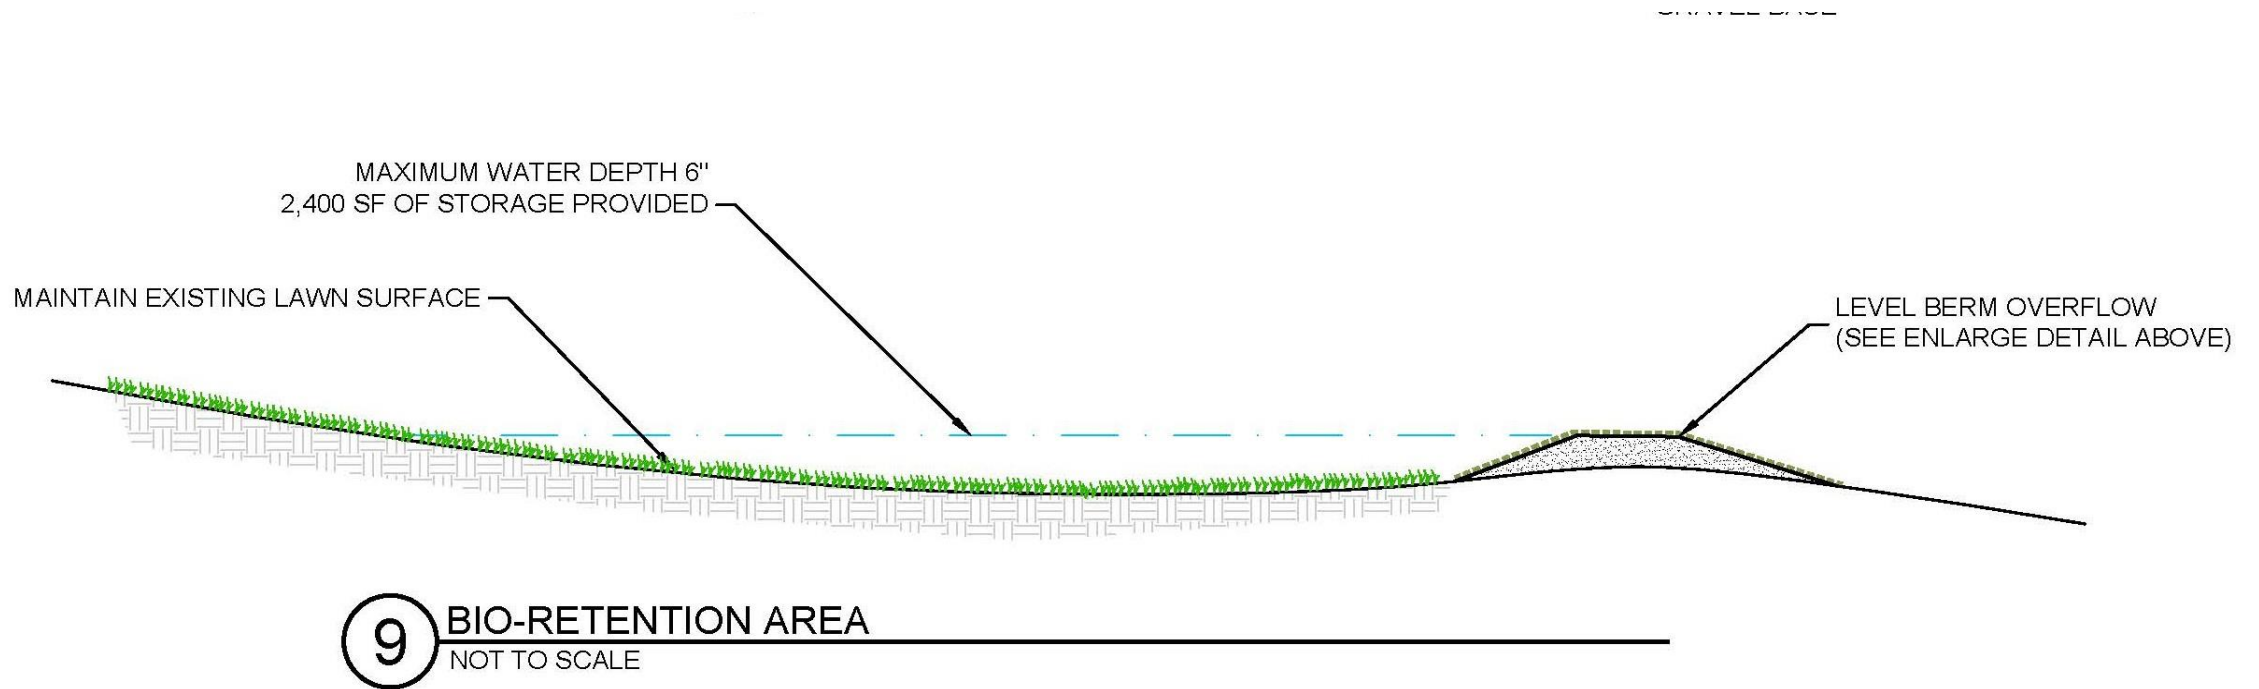 MAXIMUM WATER DEPTH 6"
2,400 SF OF STORAGE PROVIDED
MAINTAIN EXISTING LAWN SURFACE
LEVEL BERM OVERFLOW
(SEE ENLARGE DETAIL ABOVE)
9
BIO-RETENTION AREA
NOT TO SCALE